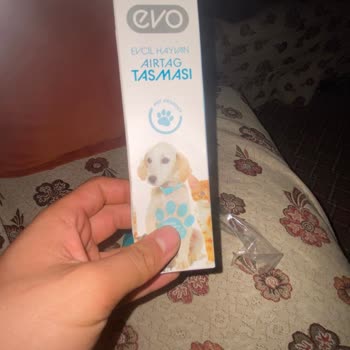 evo
EVCİL HAYVAN
AIRTAG
TASMASI